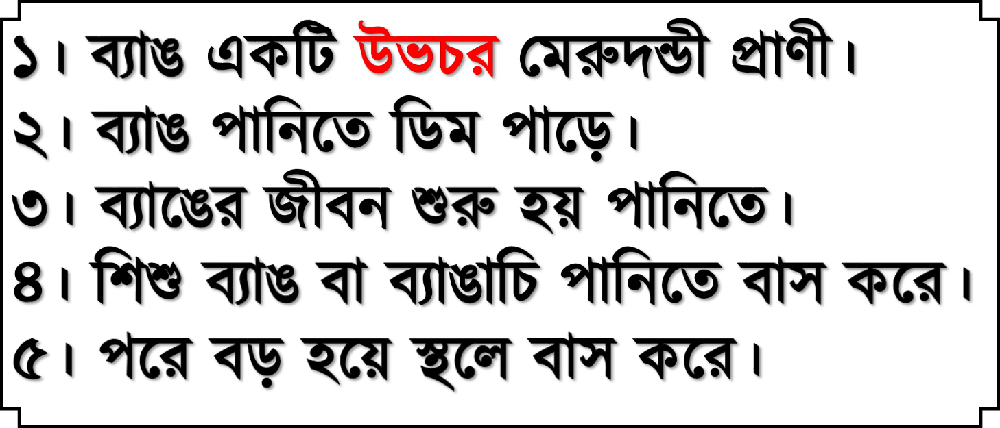 ১। ব্যাঙ একটি উভচর মেরুদন্ডী প্রাণী।
২। ব্যাঙ পানিতে ডিম পাড়ে।
৩। ব্যাঙের জীবন শুরু হয় পানিতে।
৪। শিশু ব্যাঙ বা ব্যাঙাচি পানিতে বাস করে।
৫। পরে বড় হয়ে স্থলে বাস করে।